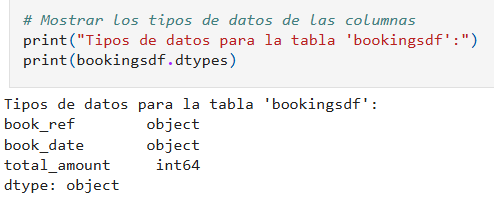 # Mostrar los tipos de datos de las columnas
print("Tipos de datos para la tabla 'bookingsdf':")
print(bookingsdf.dtypes)
Tipos de datos para la tabla 'bookingsdf':
book_ref        object
book_date       object
total_amount     int64
dtype: object